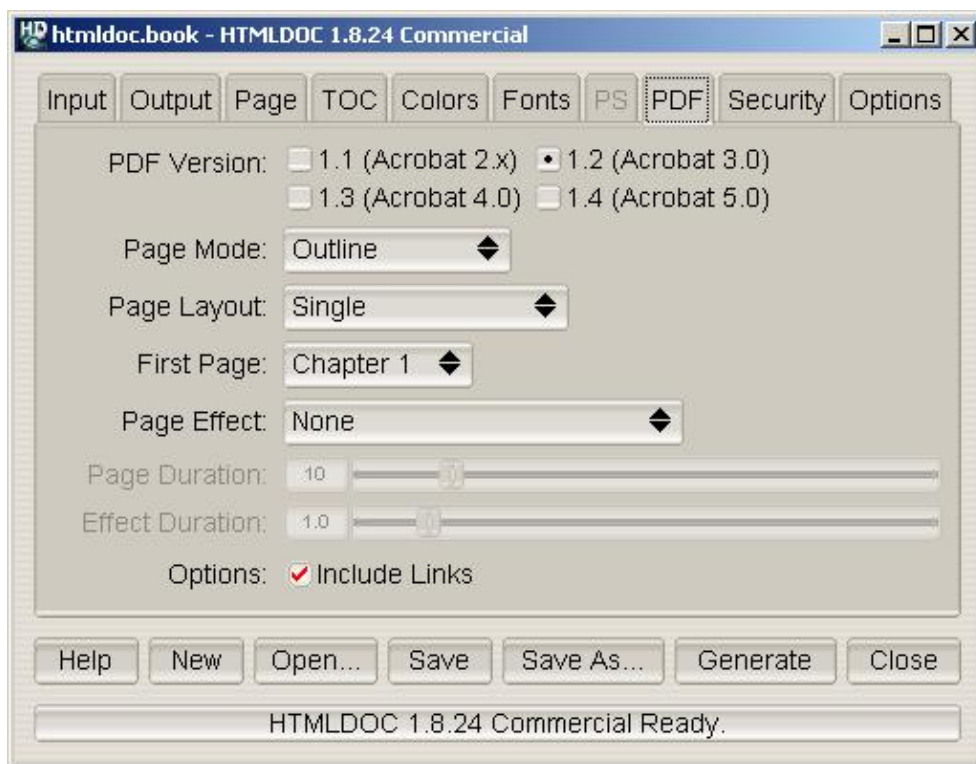 htmldoc.book - HTMLDOC 1.8.24 Commercial
Input Output Page TOC Colors Fonts PS PDF Security Options
PDF Version: 1.1 (Acrobat 2.x) 1.2 (Acrobat 3.0)
1.3 (Acrobat 4.0) 1.4 (Acrobat 5.0)
Page Mode: Outline
Page Layout: Single
First Page: Chapter 1
Page Effect: None
Page Duration: 10
Effect Duration: 1.0
Options: Include Links
Help New Open... Save Save As... Generate Close
HTMLDOC 1.8.24 Commercial Ready.